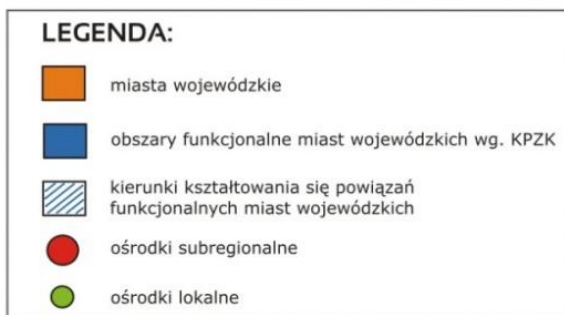 LEGENDA:
miasta wojewódzkie
obszary funkcjonalne miast wojewódzkich wg. KPZK
kierunki kształtowania się powiązań
funkcjonalnych miast wojewódzkich
ośrodki subregionalne
ośrodki lokalne